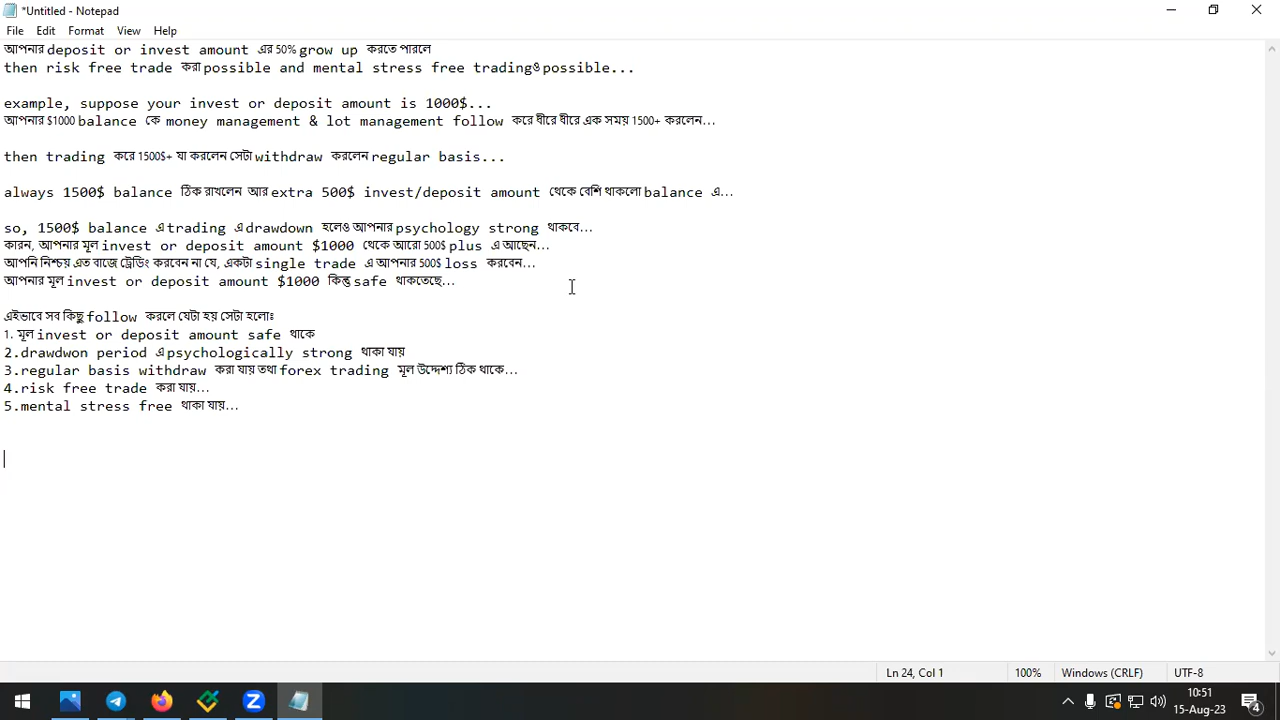 *Untitled - Notepad
File Edit Format View Help
আপনার deposit or invest amount এর 50% grow up করতে পারলে
then risk free trade করা possible and mental stress free tradingও possible...
example, suppose your invest or deposit amount is 1000$...
আপনার $1000 balance কে money management & lot management follow করে ধীরে ধীরে এক সময় 1500+ করলেন...
then trading করে 1500$+ যা করলেন সেটা withdraw করলেন regular basis...
always 1500$ balance ঠিক রাখলেন আর extra 500$ invest/deposit amount থেকে বেশি থাকলো balance এ...
so, 1500$ balance এ trading এ drawdown হলেও আপনার psychology strong থাকবে...
কারন, আপনার মূল invest or deposit amount $1000 থেকে আরো 500$ plus এ আছেন...
আপনি নিশ্চয় এত বাজে ট্রেডিং করবেন না যে, একটা single trade এ আপনার 500$ loss করবেন...
আপনার মূল invest or deposit amount $1000 কিন্তু safe থাকতেছে...
এইভাবে সব কিছু follow করলে যেটা হয় সেটা হলোঃ
1. মূল invest or deposit amount safe থাকে
2.drawdwon period এ psychologically strong থাকা যায়
3.regular basis withdraw করা যায় তথা forex trading মূল উদ্দেশ্য ঠিক থাকে...
4.risk free trade করা যায়...
5.mental stress free থাকা যায়...
Ln 24, Col 1 100% Windows (CRLF) UTF-8
10:51
15-Aug-23
4